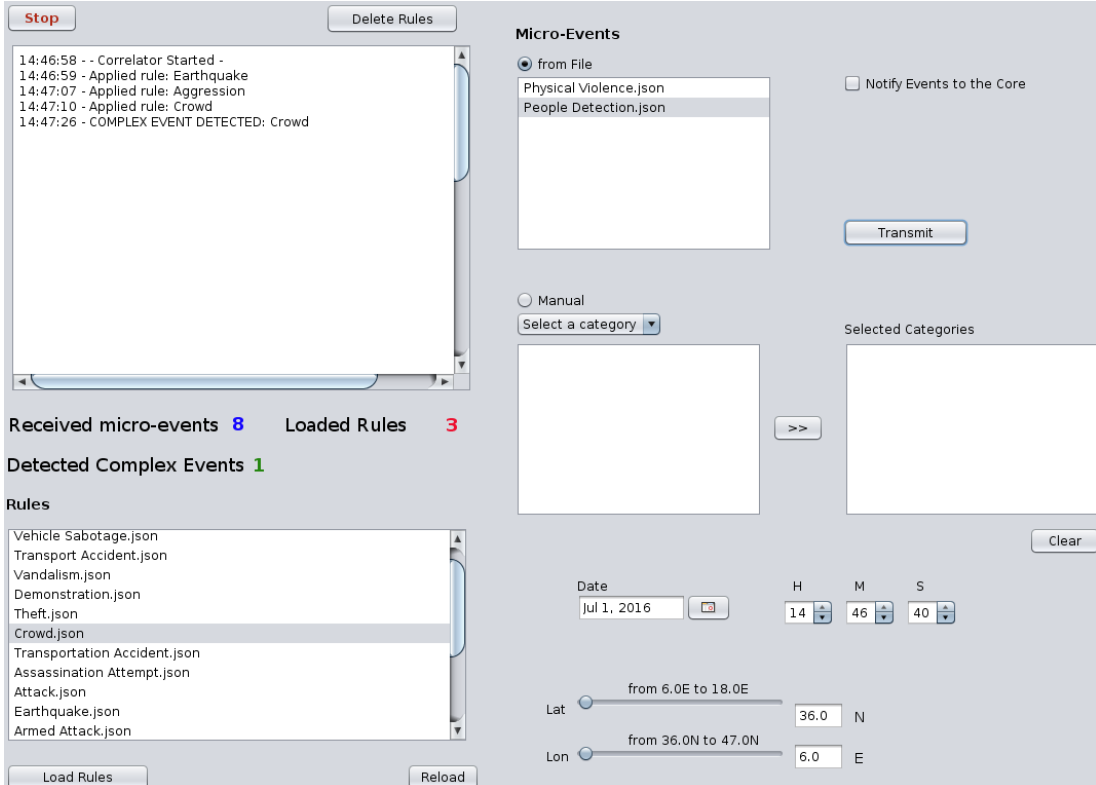 Stop
Delete Rules
14:46:58 - - Correlator Started -
14:46:59 - Applied rule: Earthquake
14:47:07 - Applied rule: Aggression
14:47:10 - Applied rule: Crowd
14:47:26 - COMPLEX EVENT DETECTED: Crowd
Received micro-events 8 Loaded Rules 3
Detected Complex Events 1
Rules
Vehicle Sabotage.json
Transport Accident.json
Vandalism.json
Demonstration.json
Theft.json
Crowd.json
Transportation Accident.json
Assassination Attempt.json
Attack.json
Earthquake.json
Armed Attack.json
Load Rules
Reload
Micro-Events
from File
Physical Violence.json
People Detection.json
Notify Events to the Core
Transmit
Manual
Select a category
Selected Categories
>>
Clear
Date
H M S
Jul 1, 2016
14 46 40
from 6.0E to 18.0E
Lat
36.0 N
from 36.0N to 47.0N
Lon
6.0 E